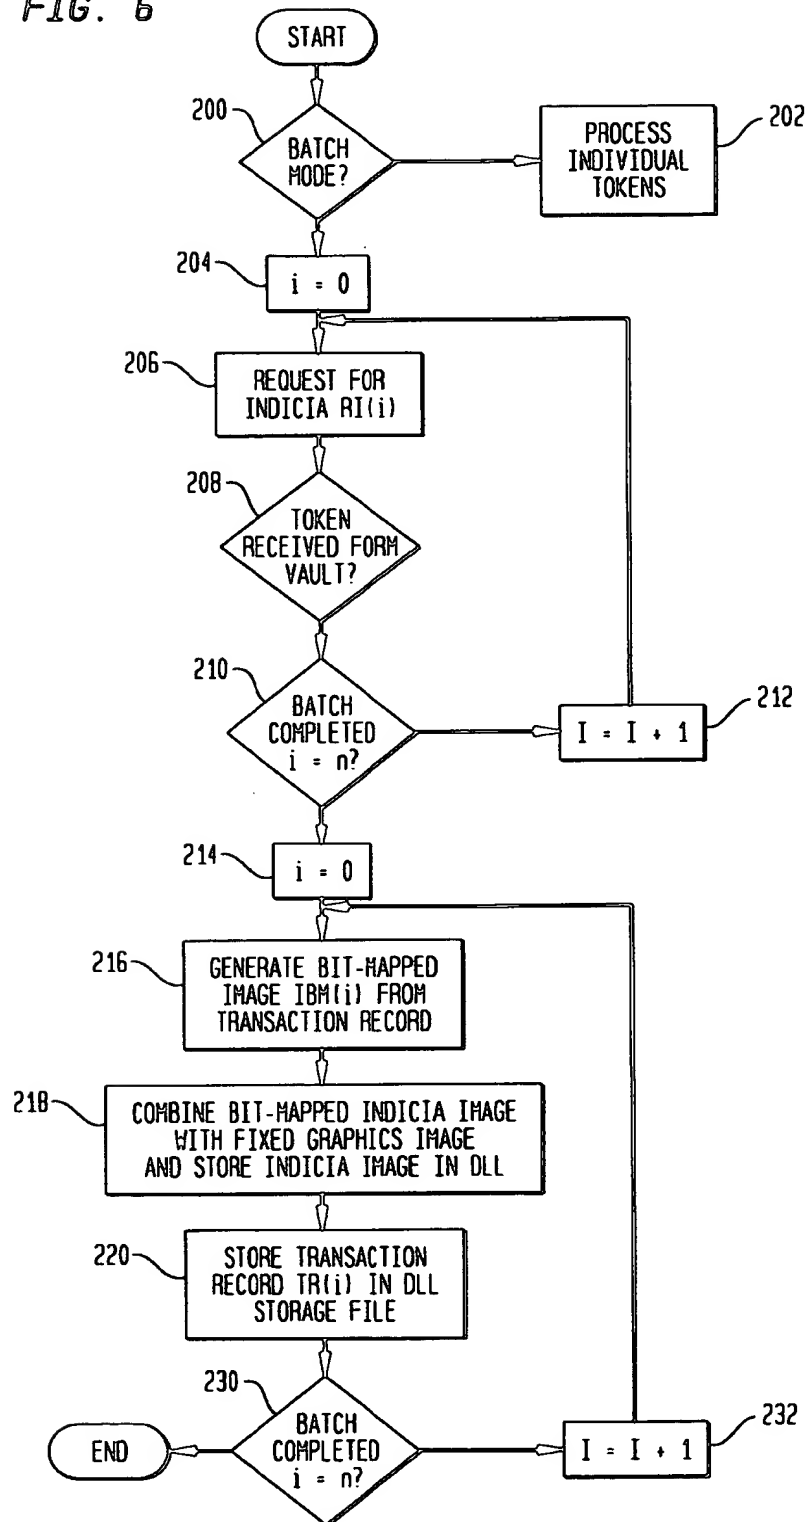 FIG. 6
START
200
BATCH
MODE?
PROCESS
INDIVIDUAL
TOKENS
202
204
i = 0
206
REQUEST FOR
INDICIA RI(i)
208
TOKEN
RECEIVED FORM
VAULT?
210
BATCH
COMPLETED
i = n?
I = I + 1
212
214
i = 0
216
GENERATE BIT-MAPPED
IMAGE IBM(i) FROM
TRANSACTION RECORD
218
COMBINE BIT-MAPPED INDICIA IMAGE
WITH FIXED GRAPHICS IMAGE
AND STORE INDICIA IMAGE IN DLL
220
STORE TRANSACTION
RECORD TR(i) IN DLL
STORAGE FILE
230
BATCH
COMPLETED
i = n?
END
I = I + 1
232